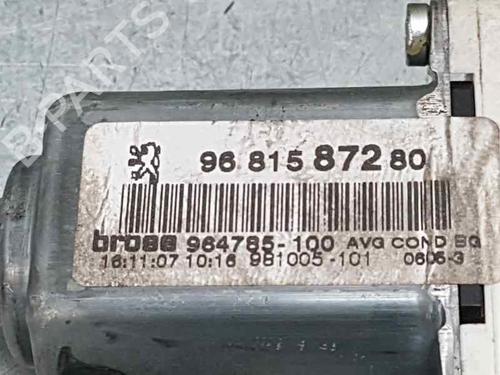 B-PARTS
96 815 872 80
brose 964785-100 AVG COND BG
16:11:07 10:16 981005-101 0606-3